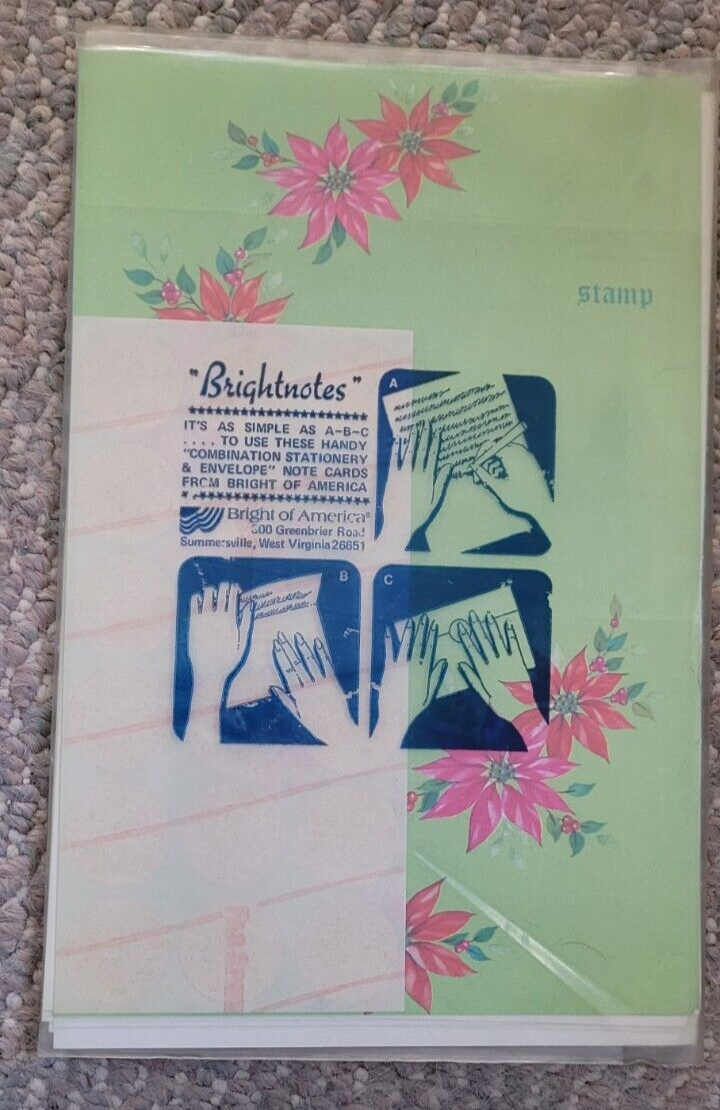 stamp
"Brightnotes"
IT'S AS SIMPLE AS A-B-C
.... TO USE THESE HANDY
"COMBINATION STATIONERY
& ENVELOPE" NOTE CARDS
FROM BRIGHT OF AMERICA
Bright of America®
300 Greenbrier Road
Summersville, West Virginia 26651
A
B
C